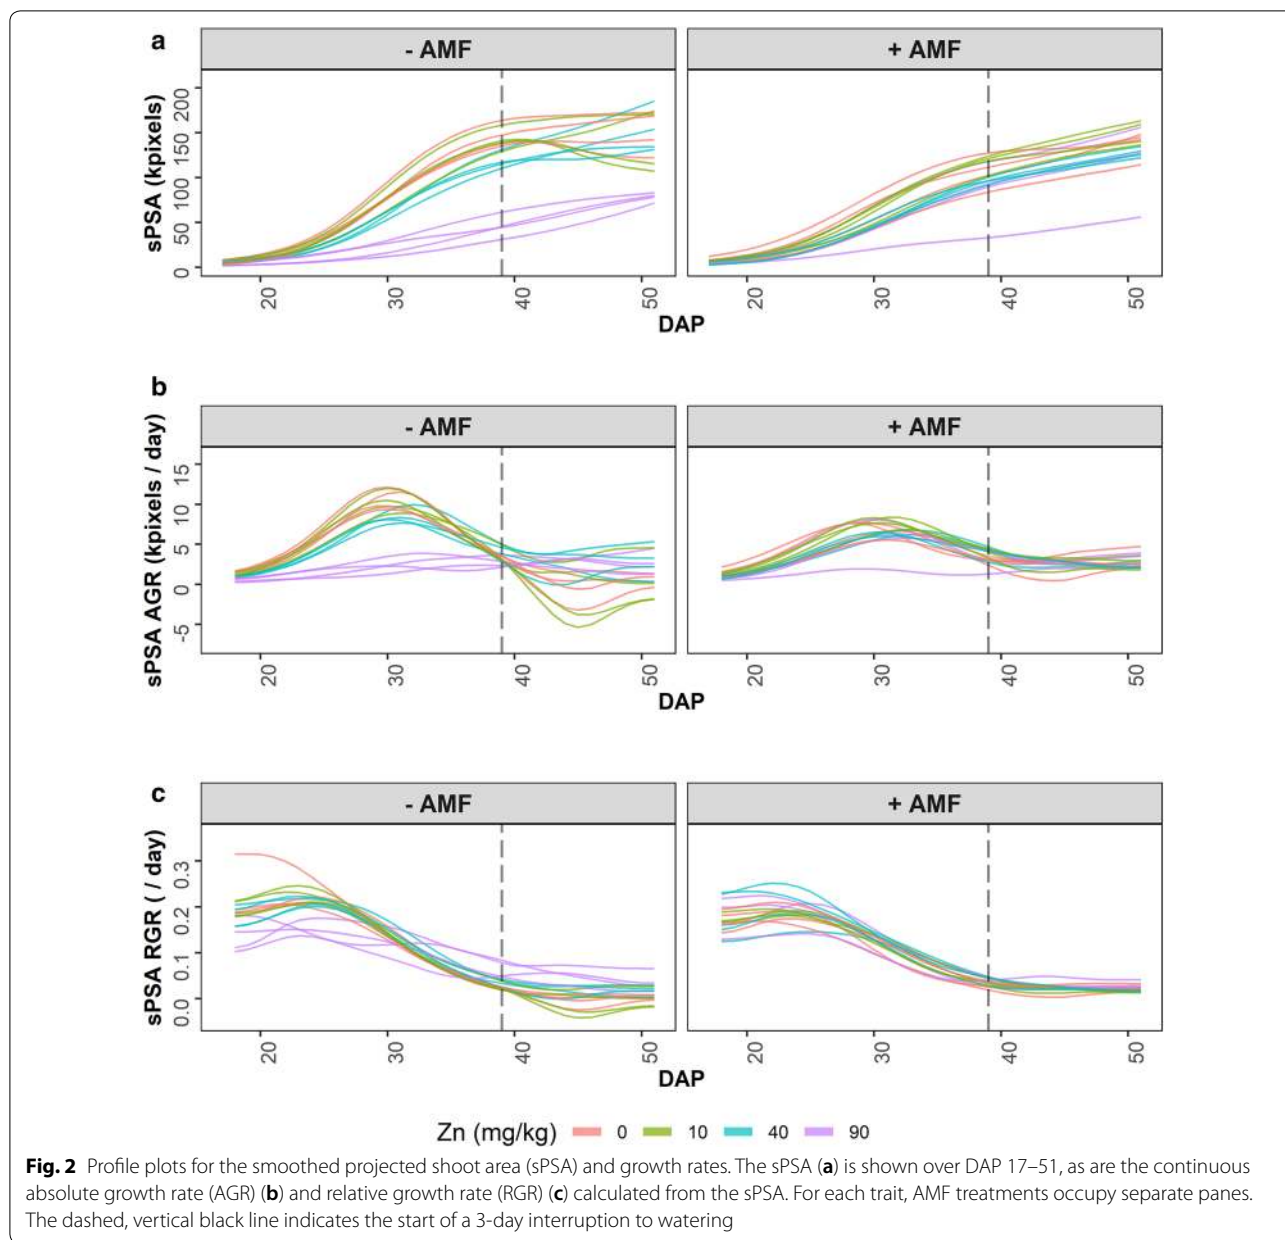 a
- AMF
+ AMF
sPSA (kpixels)
200
150
100
50
0
20 30 40 50 20 30 40 50
DAP
b
- AMF
+ AMF
sPSA AGR (kpixels / day)
15
10
5
0
-5
20 30 40 50 20 30 40 50
DAP
c
- AMF
+ AMF
sPSA RGR ( / day)
0.3
0.2
0.1
0.0
20 30 40 50 20 30 40 50
DAP
Zn (mg/kg) 0 10 40 90
Fig. 2 Profile plots for the smoothed projected shoot area (sPSA) and growth rates. The sPSA (a) is shown over DAP 17–51, as are the continuous
absolute growth rate (AGR) (b) and relative growth rate (RGR) (c) calculated from the sPSA. For each trait, AMF treatments occupy separate panes.
The dashed, vertical black line indicates the start of a 3-day interruption to watering